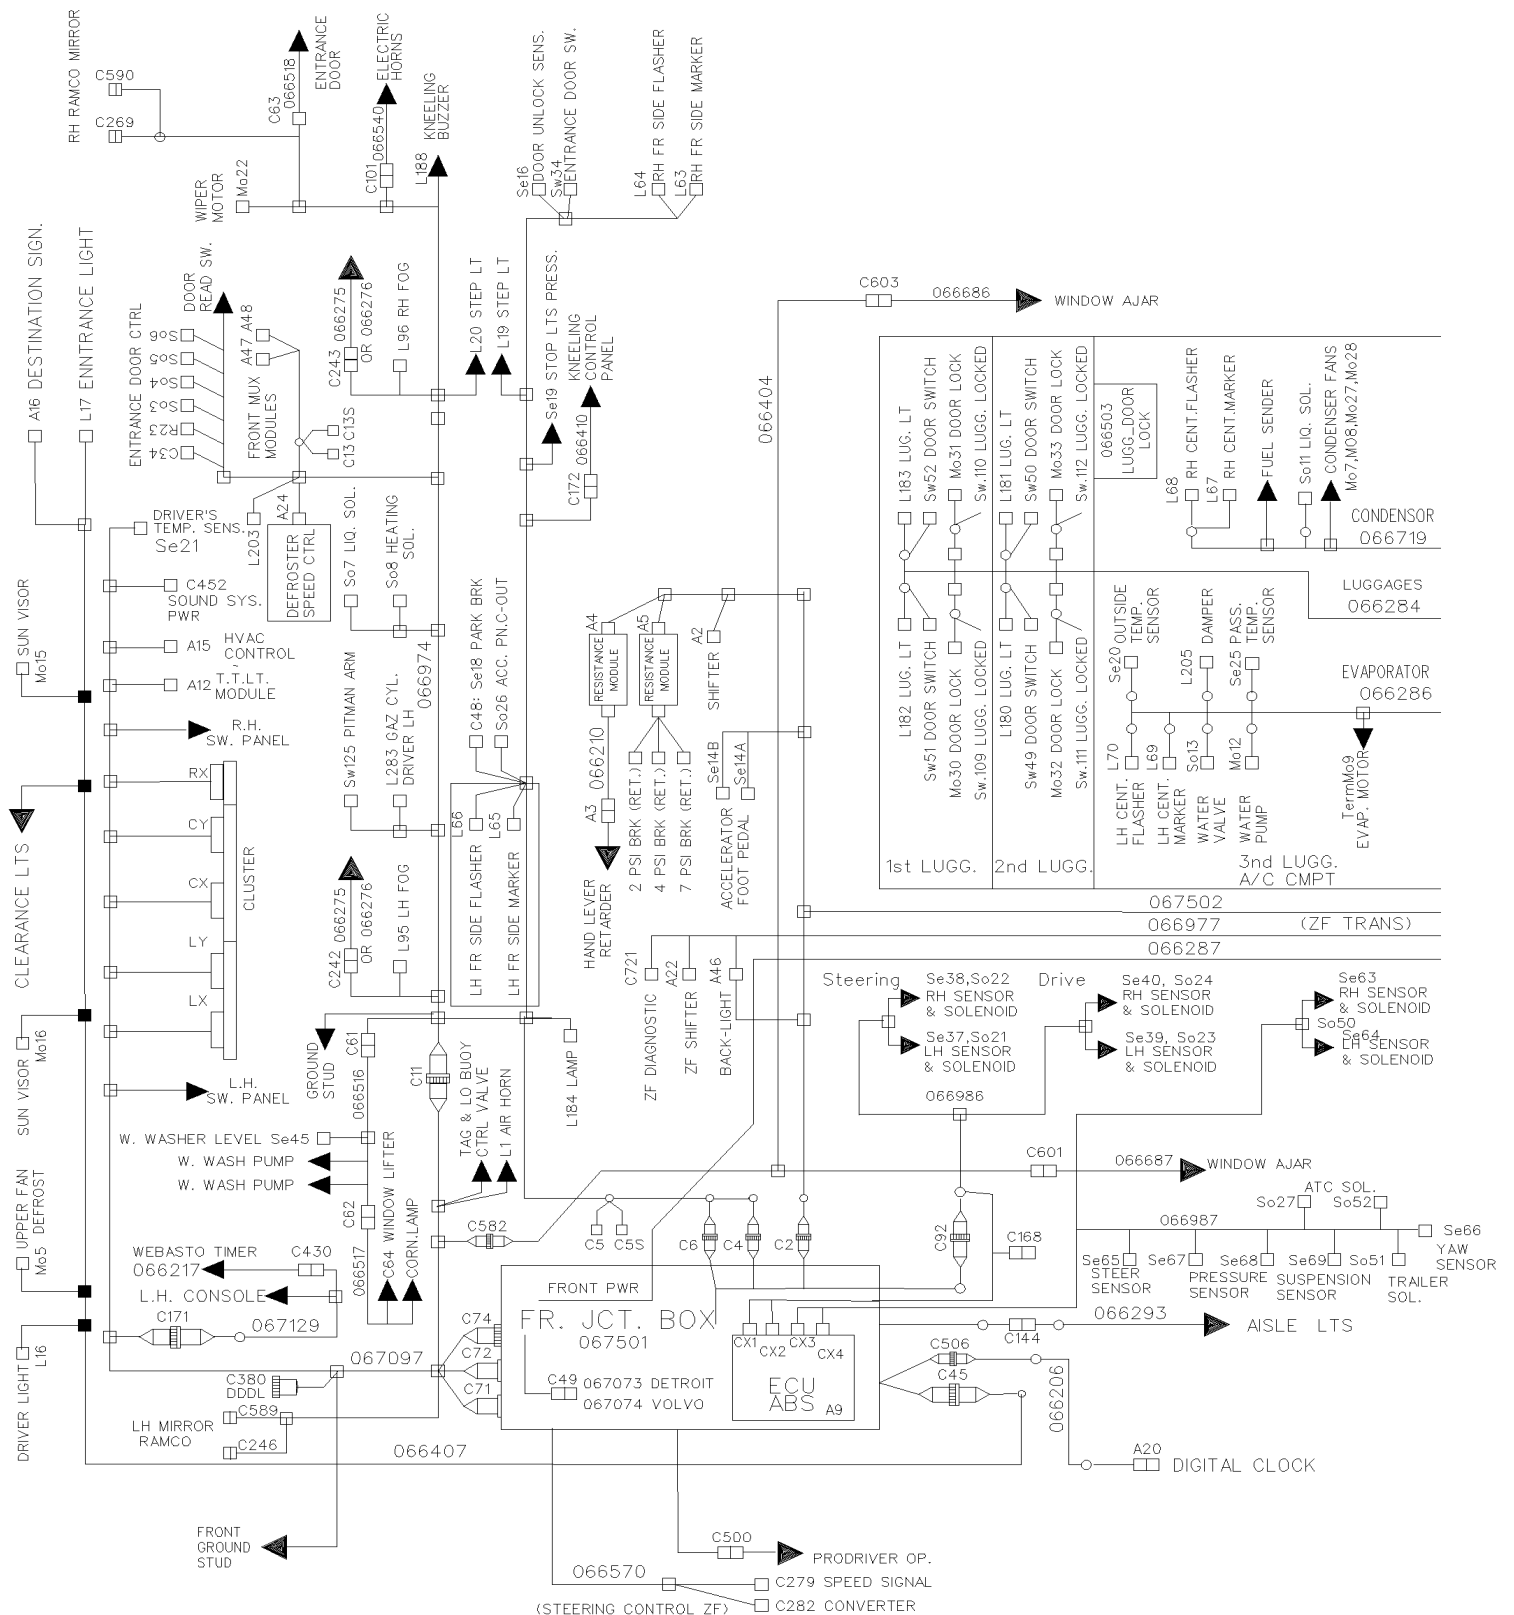 RH RAMCO MIRROR
C590
C269
C63
066518
ENTRANCE
DOOR
C101
066540
ELECTRIC
HORNS
L188
KNEELING
BUZZER
WIPER
MOTOR
Mo22
Se16
DOOR UNLOCK SENS.
Sw34
ENTRANCE DOOR SW.
L64
RH FR SIDE FLASHER
L63
RH FR SIDE MARKER
A16 DESTINATION SIGN.
L17 ENNTRANCE LIGHT
ENTRANCE DOOR CTRL
DOOR
READ SW.
So6
So5
So4
So3
R23
C34
A47
A48
FRONT MUX
MODULES
C13
C13S
C243
066275
OR 066276
L96 RH FOG
L20 STEP LT
L19 STEP LT
Se19 STOP LTS PRESS.
KNEELING
CONTROL
PANEL
C172
066410
066404
C603
066686
WINDOW AJAR
DRIVER'S
TEMP. SENS.
Se21
L203
A24
DEFROSTER
SPEED CTRL
So7 LIQ. SOL.
So8 HEATING
SOL.
C452
SOUND SYS.
PWR
A15
HVAC
CONTROL
A12
T.T.LT.
MODULE
R.H.
SW. PANEL
SUN VISOR
Mo15
CLEARANCE LTS
RX
CY
CX
LY
LX
CLUSTER
Sw125 PITMAN ARM
L283 GAZ CYL.
DRIVER LH
066974
C48: Se18 PARK BRK
So26 ACC. PN.C-OUT
L66
L65
LH FR SIDE FLASHER
LH FR SIDE MARKER
C242
066275
OR 066276
L95 LH FOG
A4
RESISTANCE
MODULE
A5
RESISTANCE
MODULE
A2
SHIFTER
A3
066210
HAND LEVER
RETARDER
2 PSI BRK (RET.)
4 PSI BRK (RET.)
7 PSI BRK (RET.)
Se14B
Se14A
ACCELERATOR
FOOT PEDAL
L183 LUG. LT
Sw52 DOOR SWITCH
Mo31 DOOR LOCK
Sw.110 LUGG. LOCKED
L181 LUG. LT
Sw50 DOOR SWITCH
Mo33 DOOR LOCK
Sw.112 LUGG. LOCKED
066503
LUGG_DOOR
LOCK
L68
RH CENT.FLASHER
L67
RH CENT.MARKER
FUEL SENDER
So11 LIQ. SOL.
CONDENSER FANS
Mo7,MO8,Mo27,Mo28
CONDENSOR
066719
LUGGAGES
066284
EVAPORATOR
066286
L182 LUG. LT
Sw51 DOOR SWITCH
Mo30 DOOR LOCK
Sw.109 LUGG. LOCKED
L180 LUG. LT
Sw49 DOOR SWITCH
Mo32 DOOR LOCK
Sw.111 LUGG. LOCKED
Se20 OUTSIDE
TEMP.
SENSOR
L205
DAMPER
Se25 PASS.
TEMP.
SENSOR
L70
LH CENT.
FLASHER
L69
LH CENT.
MARKER
So13
WATER
VALVE
Mo12
WATER
PUMP
TermMo9
EVAP. MOTOR
1st LUGG.
2nd LUGG.
3nd LUGG.
A/C CMPT
067502
066977
(ZF TRANS)
066287
C721
ZF DIAGNOSTIC
A22
ZF SHIFTER
A46
BACK-LIGHT
Steering
Se38,So22
RH SENSOR
& SOLENOID
Se37,So21
LH SENSOR
& SOLENOID
Drive
Se40, So24
RH SENSOR
& SOLENOID
Se39, So23
LH SENSOR
& SOLENOID
Se63
RH SENSOR
& SOLENOID
So50
Se64
LH SENSOR
& SOLENOID
066986
SUN VISOR
Mo16
L.H.
SW. PANEL
GROUND
STUD
C61
066516
C11
L184 LAMP
W. WASHER LEVEL Se45
W. WASH PUMP
W. WASH PUMP
C62
066517
C64 WINDOW LIFTER
CORN.LAMP
TAG & LO BUOY
CTRL VALVE
L1 AIR HORN
C582
C5
C5S
C6
C4
C2
C92
C168
C601
066687
WINDOW AJAR
ATC SOL.
So27
So52
066987
Se66
YAW
SENSOR
Se65
STEER
SENSOR
Se67
PRESSURE
SENSOR
Se68
Se69
SUSPENSION
SENSOR
So51
TRAILER
SOL.
UPPER FAN
Mo5 DEFROST
WEBASTO TIMER
066217
C430
L.H. CONSOLE
C171
067129
DRIVER LIGHT
L16
067097
C380
DDDL
C589
LH MIRROR
RAMCO
C246
066407
FRONT
GROUND
STUD
C74
C72
C71
FRONT PWR
FR. JCT. BOX
067501
C49
067073 DETROIT
067074 VOLVO
CX1
CX2
CX3
CX4
ECU
ABS
A9
C144
066293
AISLE LTS
C506
C45
066206
A20
DIGITAL CLOCK
C500
PRODRIVER OP.
066570
(STEERING CONTROL ZF)
C279 SPEED SIGNAL
C282 CONVERTER